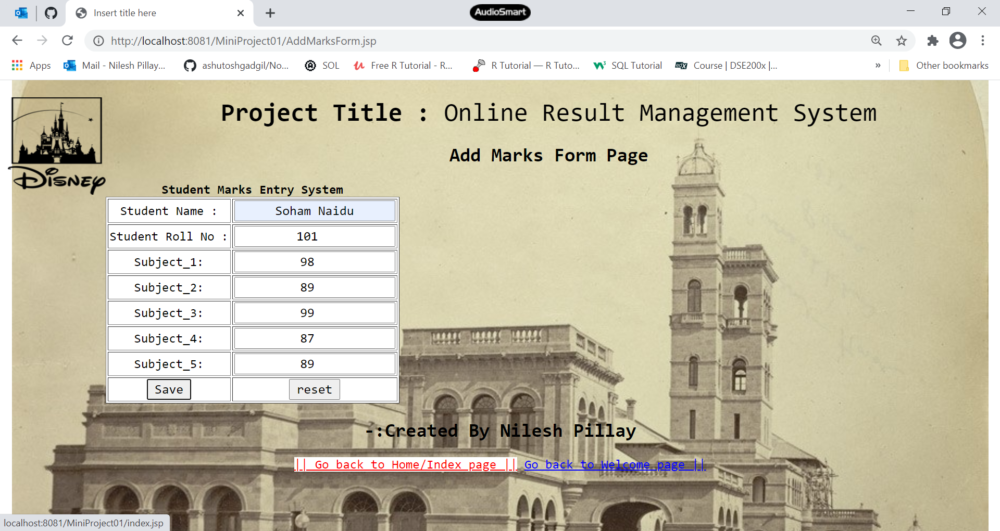 Insert title here
AudioSmart
http://localhost:8081/MiniProject01/AddMarksForm.jsp
Apps Mail - Nilesh Pillay... ashutoshgadgil/No... SOL Free R Tutorial - R... R Tutorial — R Tuto... W3 SQL Tutorial edX Course | DSE200x |... » Other bookmarks
Disney
Project Title : Online Result Management System
Add Marks Form Page
Student Marks Entry System
Student Name : Soham Naidu
Student Roll No : 101
Subject_1: 98
Subject_2: 89
Subject_3: 99
Subject_4: 87
Subject_5: 89
Save reset
-:Created By Nilesh Pillay
|| Go back to Home/Index page || Go back to Welcome page ||
localhost:8081/MiniProject01/index.jsp